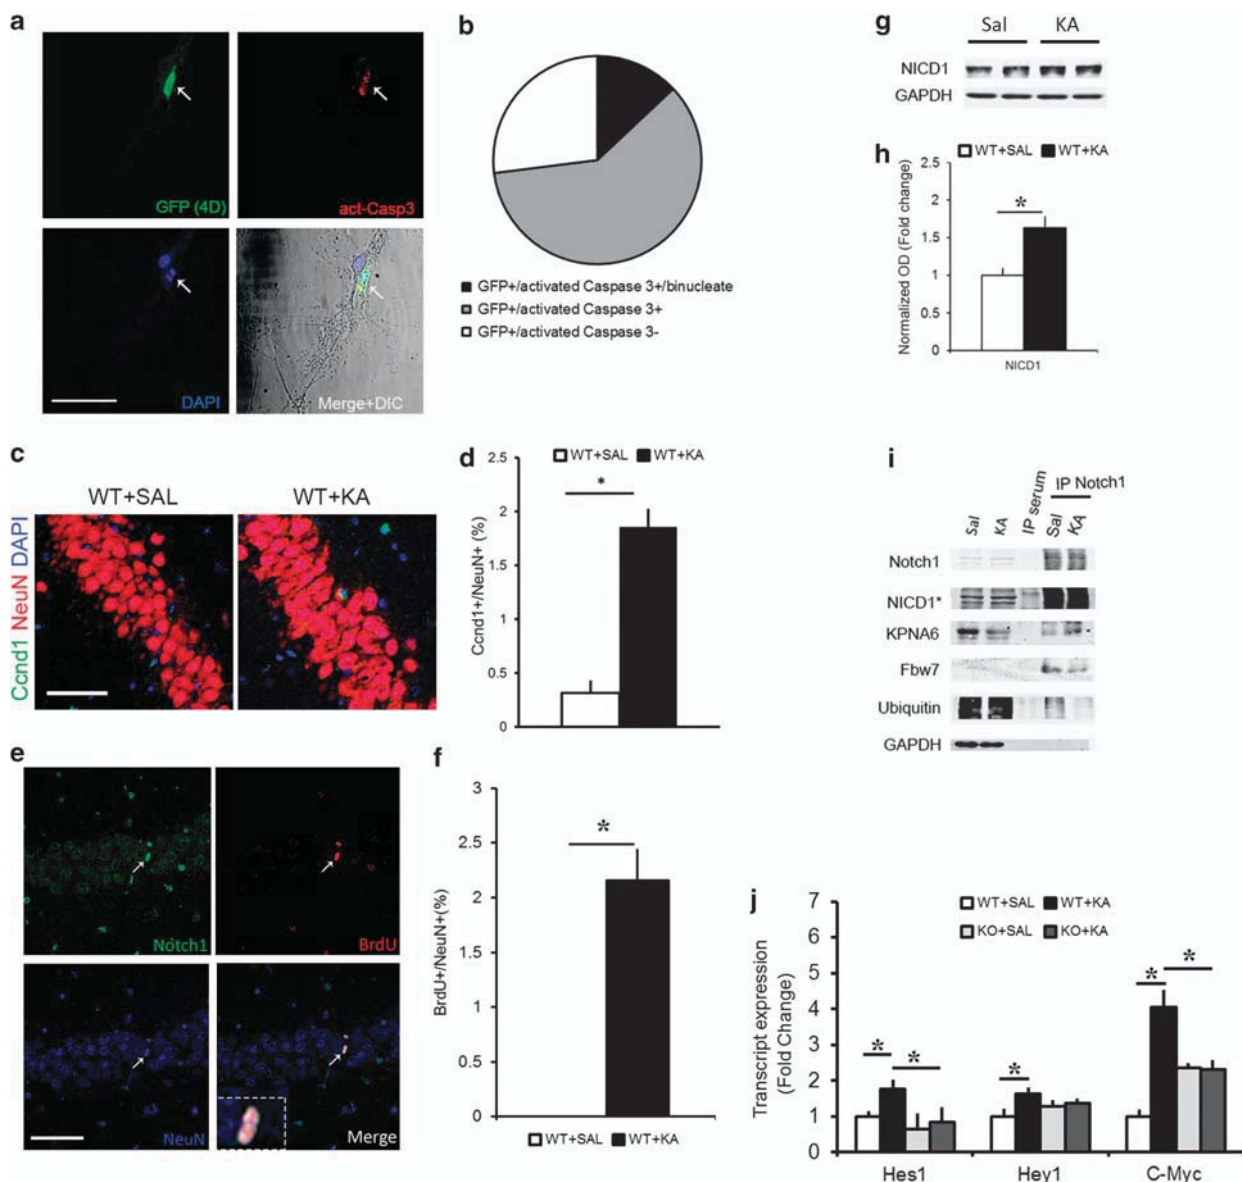 a
GFP (4D)
act-Casp3
DAPI
Merge+DIC
b
GFP+/activated Caspase 3+/binucleate
GFP+/activated Caspase 3+
GFP+/activated Caspase 3-
g
Sal KA
NICD1
GAPDH
h
WT+SAL WT+KA
Normalized OD (Fold change)
2.5
2
1.5
1
0.5
0
*
NICD1
c
WT+SAL WT+KA
Ccnd1 NeuN DAPI
d
WT+SAL WT+KA
Ccnd1+/NeuN+ (%)
2.5
2
1.5
1
0.5
0
*
i
IP Notch1
Sal KA IP serum Sal KA
Notch1
NICD1*
KPNA6
Fbw7
Ubiquitin
GAPDH
e
Notch1
BrdU
NeuN
Merge
f
BrdU+/NeuN+(%)
3
2.5
2
1.5
1
0.5
0
*
WT+SAL WT+KA
j
WT+SAL WT+KA
KO+SAL KO+KA
Transcript expression
(Fold Change)
7
6
5
4
3
2
1
0
* *
*
* *
Hes1 Hey1 C-Myc